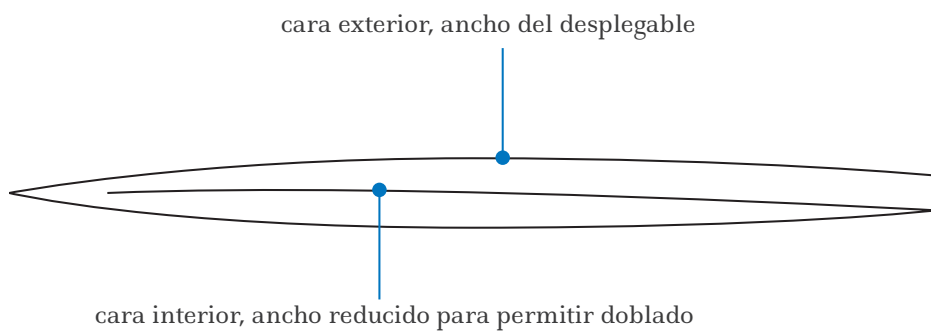 cara exterior, ancho del desplegable
cara interior, ancho reducido para permitir doblado